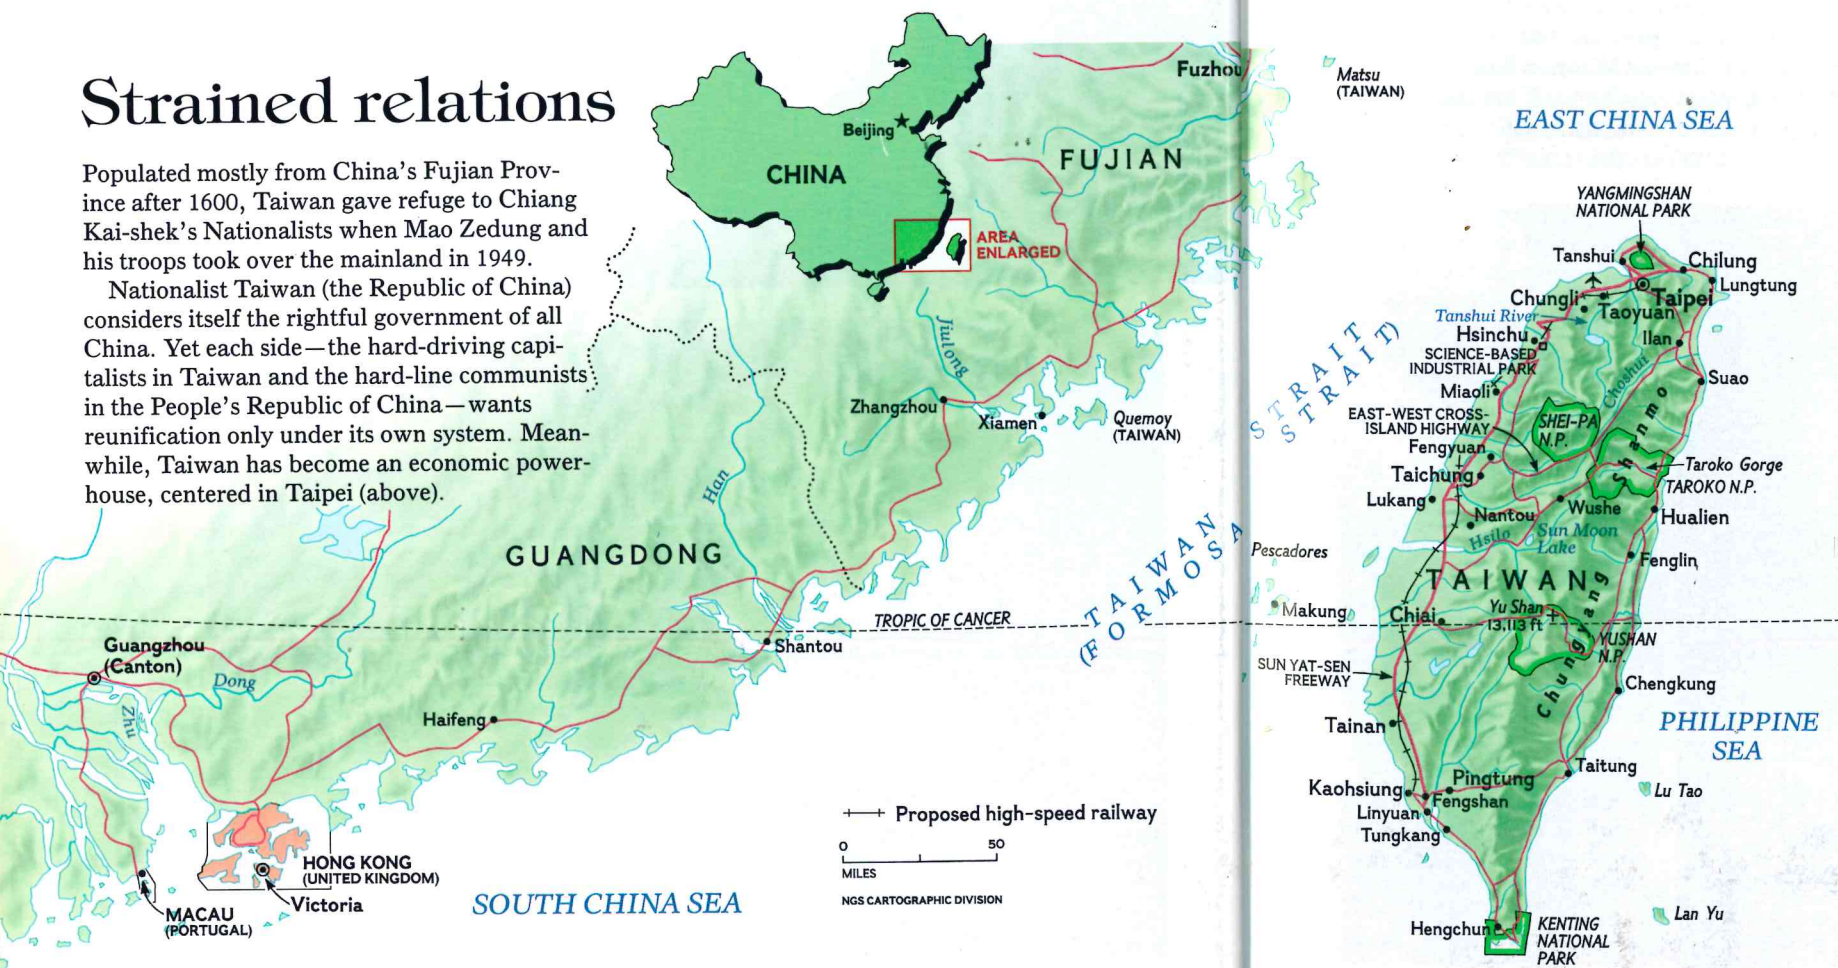 Strained relations
Populated mostly from China's Fujian Prov-
ince after 1600, Taiwan gave refuge to Chiang
Kai-shek's Nationalists when Mao Zedung and
his troops took over the mainland in 1949.
Nationalist Taiwan (the Republic of China)
considers itself the rightful government of all
China. Yet each side—the hard-driving capi-
talists in Taiwan and the hard-line communists
in the People's Republic of China—wants
reunification only under its own system. Mean-
while, Taiwan has become an economic power-
house, centered in Taipei (above).
Beijing
CHINA
AREA
ENLARGED
Fuzhou
FUJIAN
Matsu
(TAIWAN)
EAST CHINA SEA
Jiulong
Zhangzhou
Xiamen
Quemoy
(TAIWAN)
Han
GUANGDONG
TROPIC OF CANCER
Shantou
Guangzhou
(Canton)
Dong
Zhu
Haifeng
HONG KONG
(UNITED KINGDOM)
Victoria
MACAU
(PORTUGAL)
SOUTH CHINA SEA
Proposed high-speed railway
0 50
MILES
NGS CARTOGRAPHIC DIVISION
TAIWAN STRAIT
(FORMOSA STRAIT)
Pescadores
Makung
YANGMINGSHAN
NATIONAL PARK
Tanshui
Chilung
Lungtung
Chungli
Taipei
Taoyuan
Tanshui River
Hsinchu
Ilan
SCIENCE-BASED
INDUSTRIAL PARK
Choshui
Miaoli
Suao
EAST-WEST CROSS-
ISLAND HIGHWAY
SHEI-PA
N.P.
Fengyuan
Taichung
Taroko Gorge
TAROKO N.P.
Lukang
Wushe
Nantou
Hualien
Hsilo
Sun Moon
Lake
Fenglin
TAIWAN
Chungyang Shanmo
Chiai
Yu Shan
13,113 ft
YUSHAN
N.P.
SUN YAT-SEN
FREEWAY
Chengkung
Tainan
PHILIPPINE
SEA
Taitung
Kaohsiung
Pingtung
Fengshan
Lu Tao
Linyuan
Tungkang
Lan Yu
Hengchun
KENTING
NATIONAL
PARK